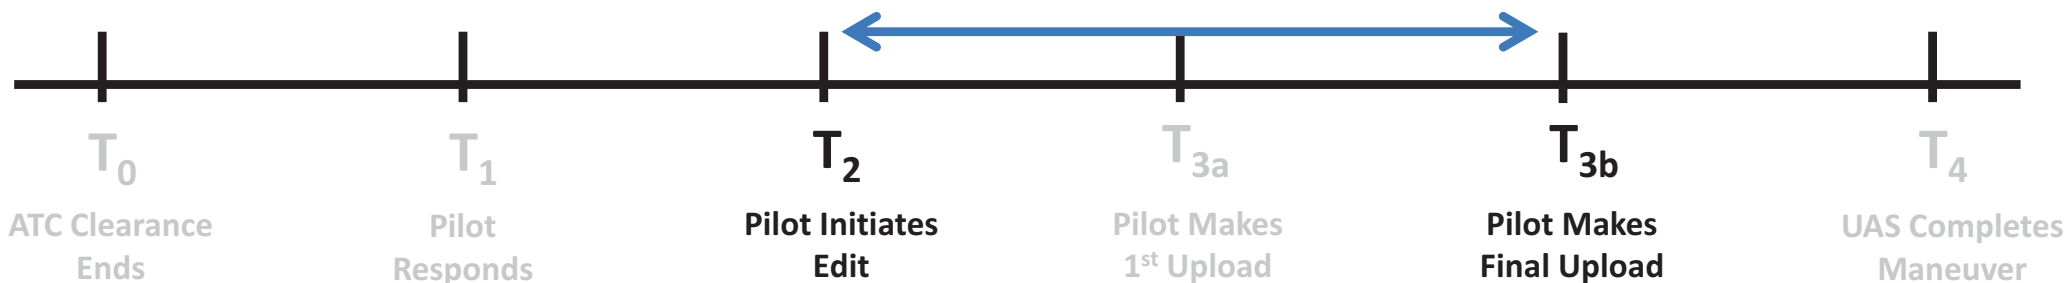 T0 T1 T2 T3a T3b T4
ATC Clearance Pilot Pilot Initiates Pilot Makes Pilot Makes UAS Completes
Ends Responds Edit 1st Upload Final Upload Maneuver